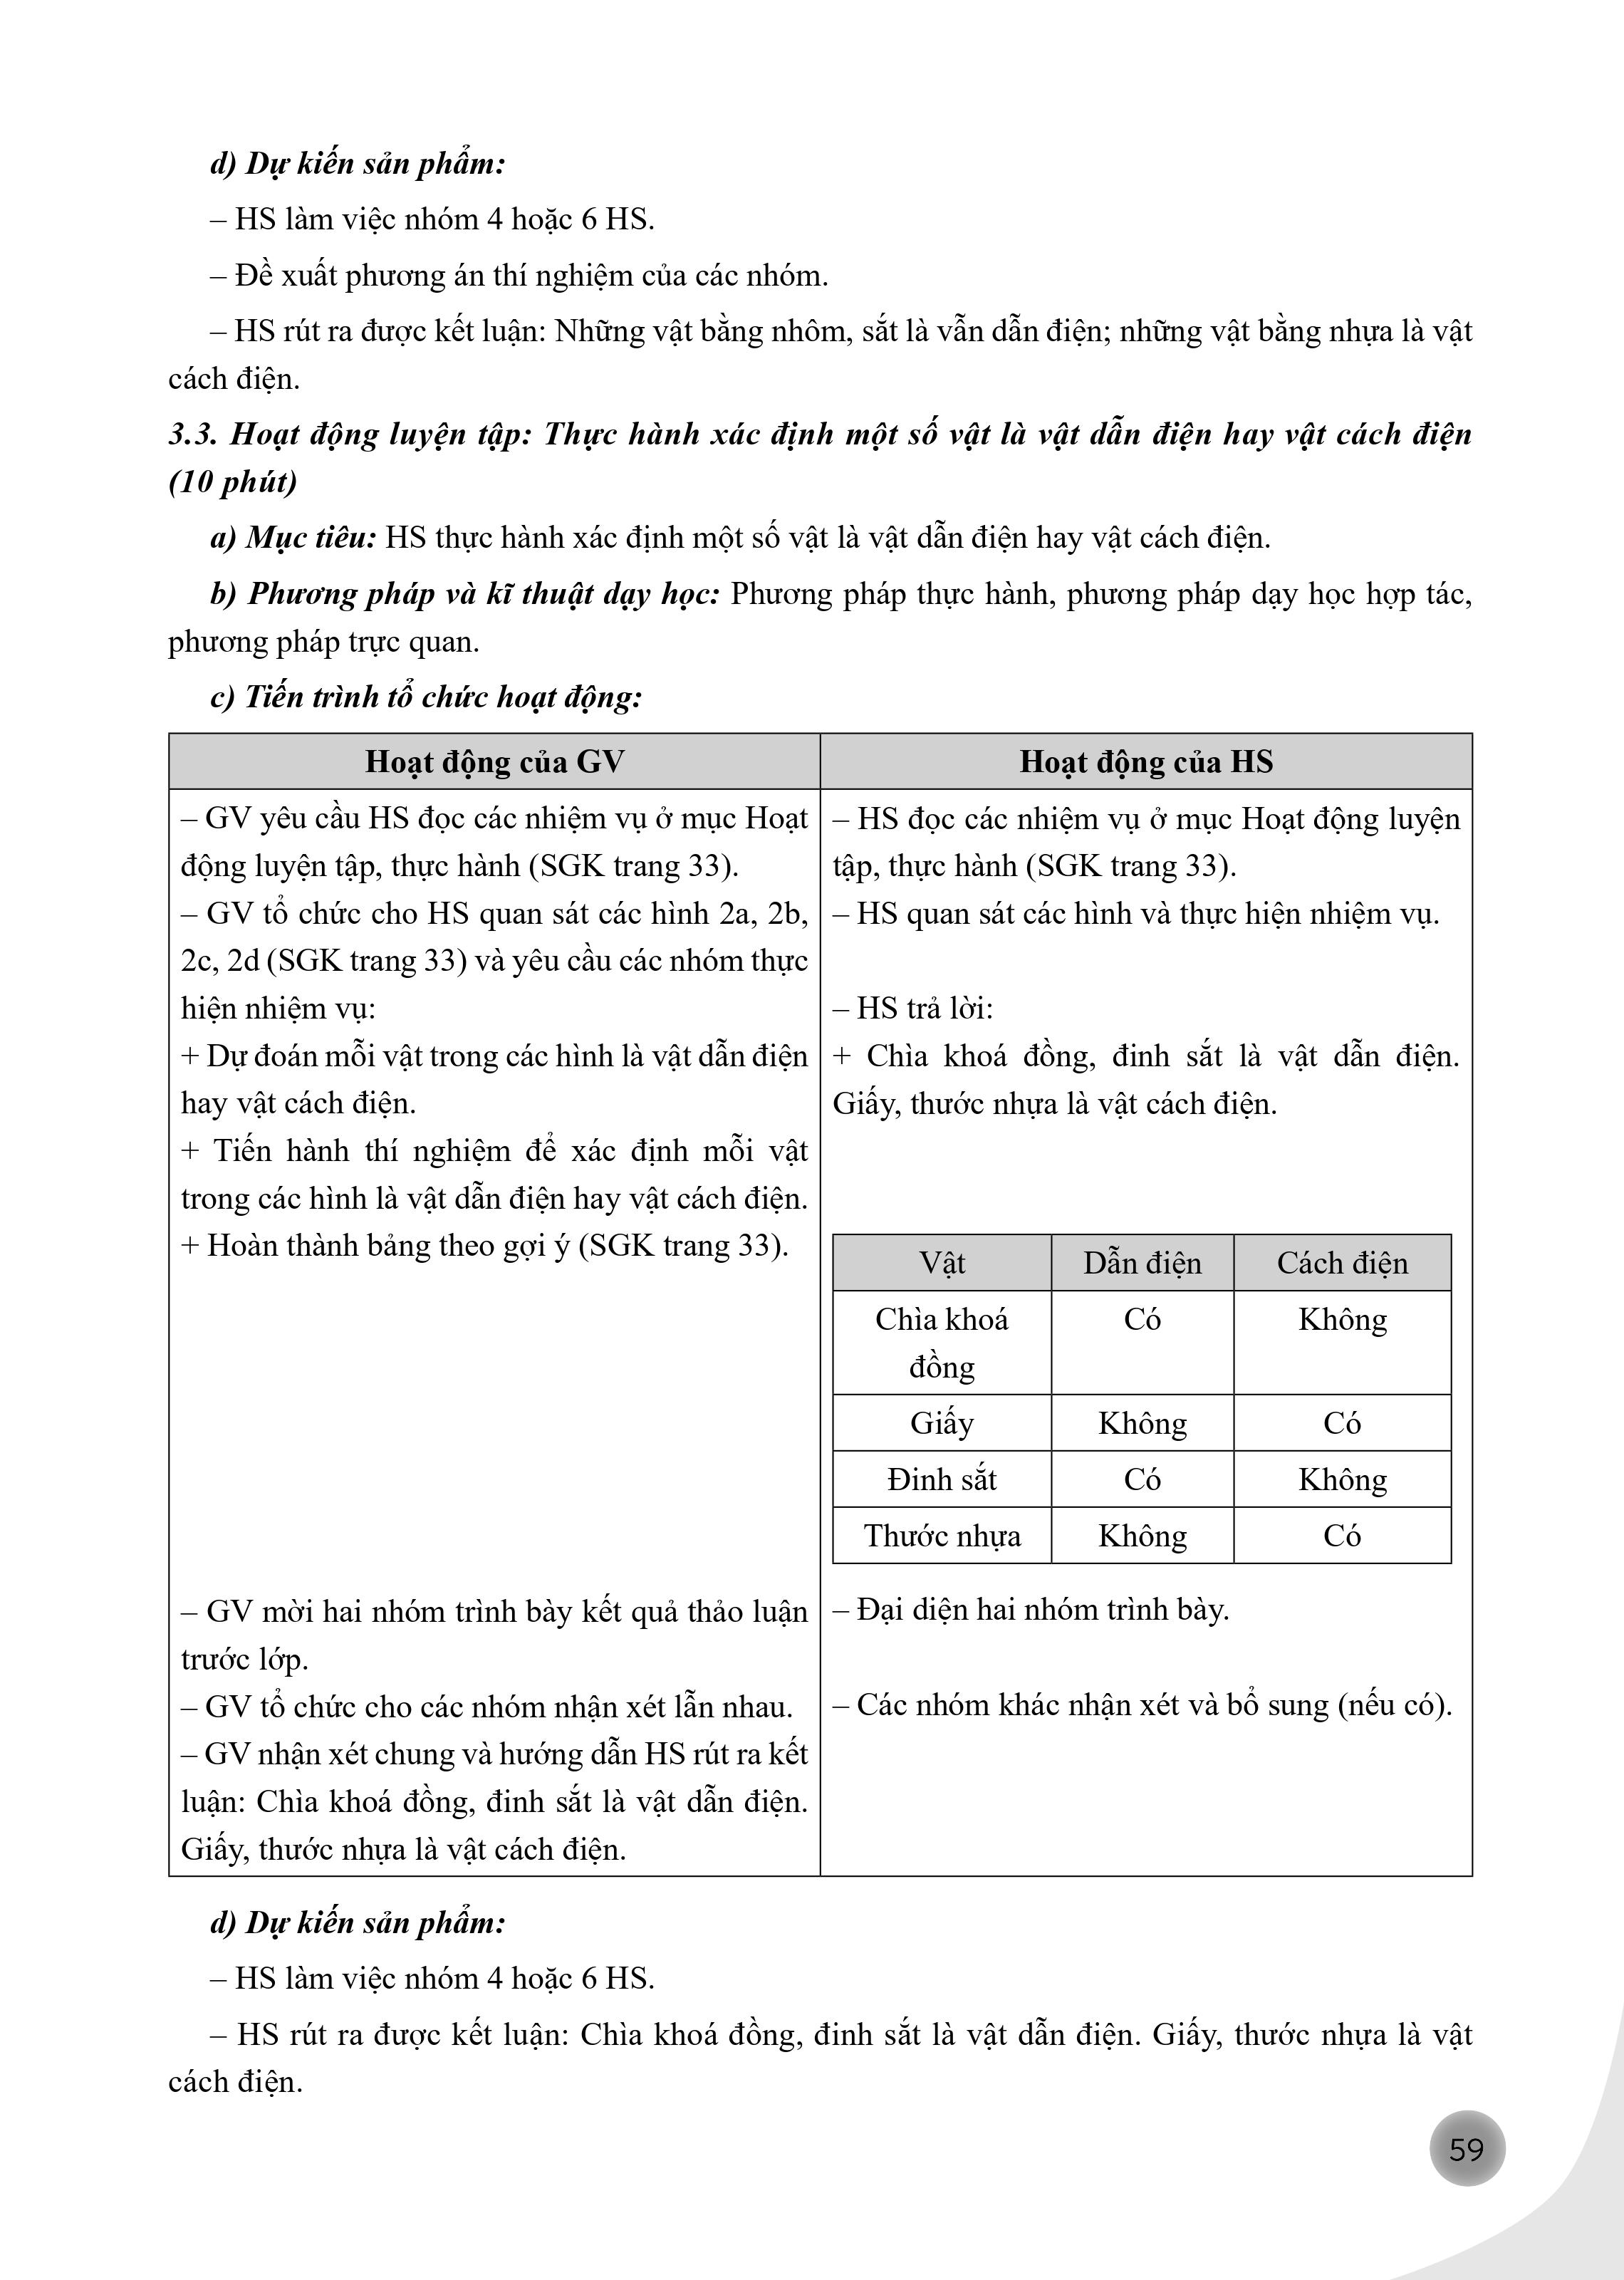 d) Dự kiến sản phẩm:
– HS làm việc nhóm 4 hoặc 6 HS.
– Đề xuất phương án thí nghiệm của các nhóm.
– HS rút ra được kết luận: Những vật bằng nhôm, sắt là vẫn dẫn điện; những vật bằng nhựa là vật
cách điện.
3.3. Hoạt động luyện tập: Thực hành xác định một số vật là vật dẫn điện hay vật cách điện
(10 phút)
a) Mục tiêu: HS thực hành xác định một số vật là vật dẫn điện hay vật cách điện.
b) Phương pháp và kĩ thuật dạy học: Phương pháp thực hành, phương pháp dạy học hợp tác,
phương pháp trực quan.
c) Tiến trình tổ chức hoạt động:
Hoạt động của GV
– GV yêu cầu HS đọc các nhiệm vụ ở mục Hoạt
động luyện tập, thực hành (SGK trang 33).
– GV tổ chức cho HS quan sát các hình 2a, 2b,
2c, 2d (SGK trang 33) và yêu cầu các nhóm thực
hiện nhiệm vụ:
+ Dự đoán mỗi vật trong các hình là vật dẫn điện
hay vật cách điện.
+ Tiến hành thí nghiệm để xác định mỗi vật
trong các hình là vật dẫn điện hay vật cách điện.
+ Hoàn thành bảng theo gợi ý (SGK trang 33).
– GV mời hai nhóm trình bày kết quả thảo luận
trước lớp.
– GV tổ chức cho các nhóm nhận xét lẫn nhau.
– GV nhận xét chung và hướng dẫn HS rút ra kết
luận: Chìa khoá đồng, đinh sắt là vật dẫn điện.
Giấy, thước nhựa là vật cách điện.
Hoạt động của HS
– HS đọc các nhiệm vụ ở mục Hoạt động luyện
tập, thực hành (SGK trang 33).
– HS quan sát các hình và thực hiện nhiệm vụ.
– HS trả lời:
+ Chìa khoá đồng, đinh sắt là vật dẫn điện.
Giấy, thước nhựa là vật cách điện.
Vật Dẫn điện Cách điện
Chìa khoá Có Không
đồng
Giấy Không Có
Đinh sắt Có Không
Thước nhựa Không Có
– Đại diện hai nhóm trình bày.
– Các nhóm khác nhận xét và bổ sung (nếu có).
d) Dự kiến sản phẩm:
– HS làm việc nhóm 4 hoặc 6 HS.
– HS rút ra được kết luận: Chìa khoá đồng, đinh sắt là vật dẫn điện. Giấy, thước nhựa là vật
cách điện.
59